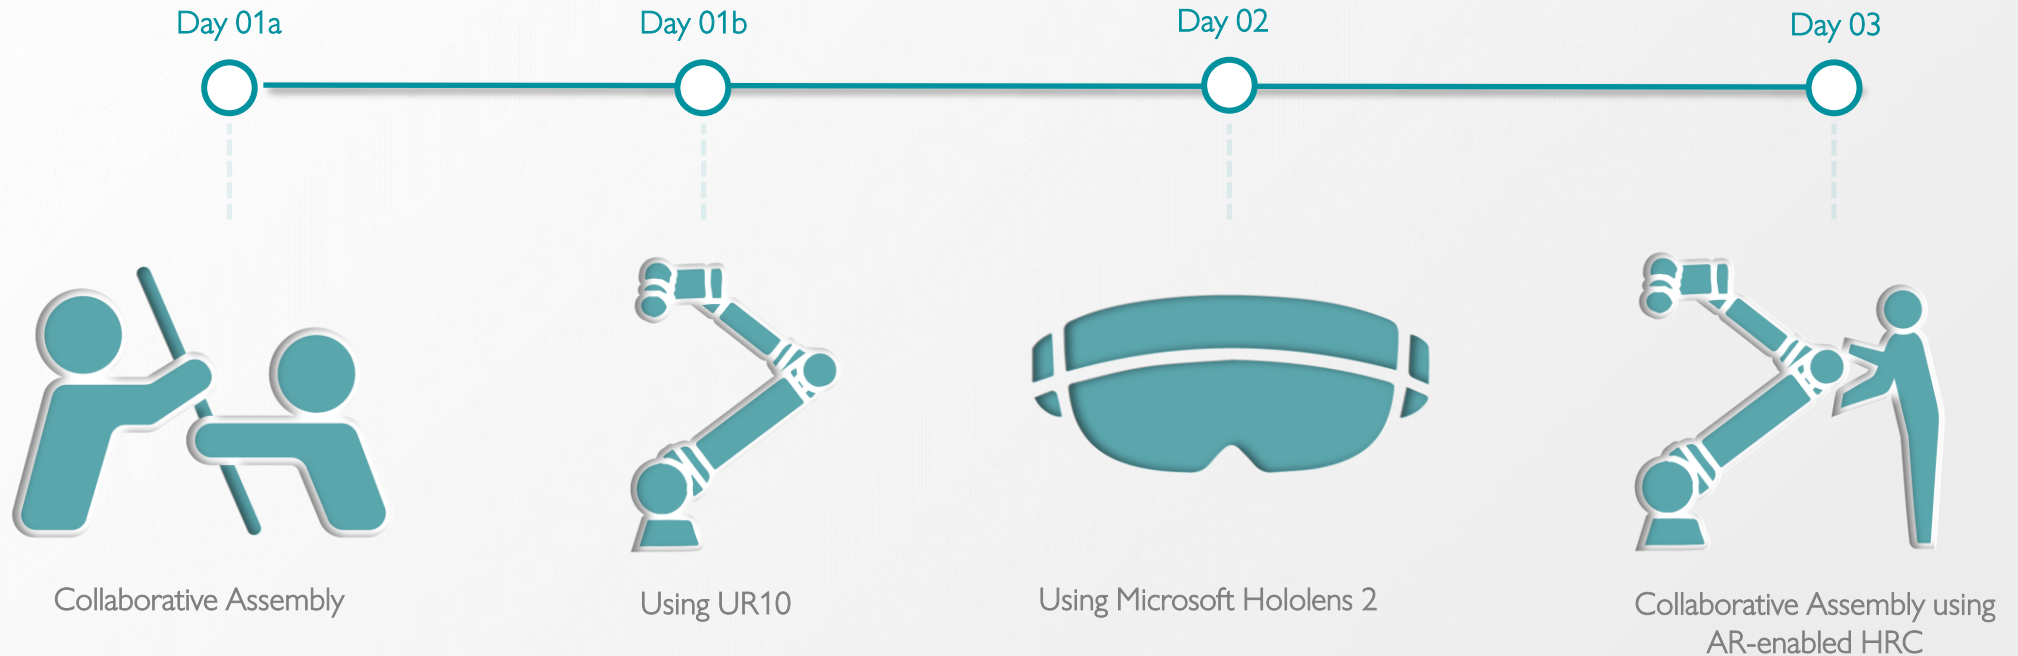 Day 01a
Day 01b
Day 02
Day 03
Collaborative Assembly
Using UR10
Using Microsoft Hololens 2
Collaborative Assembly using
AR-enabled HRC